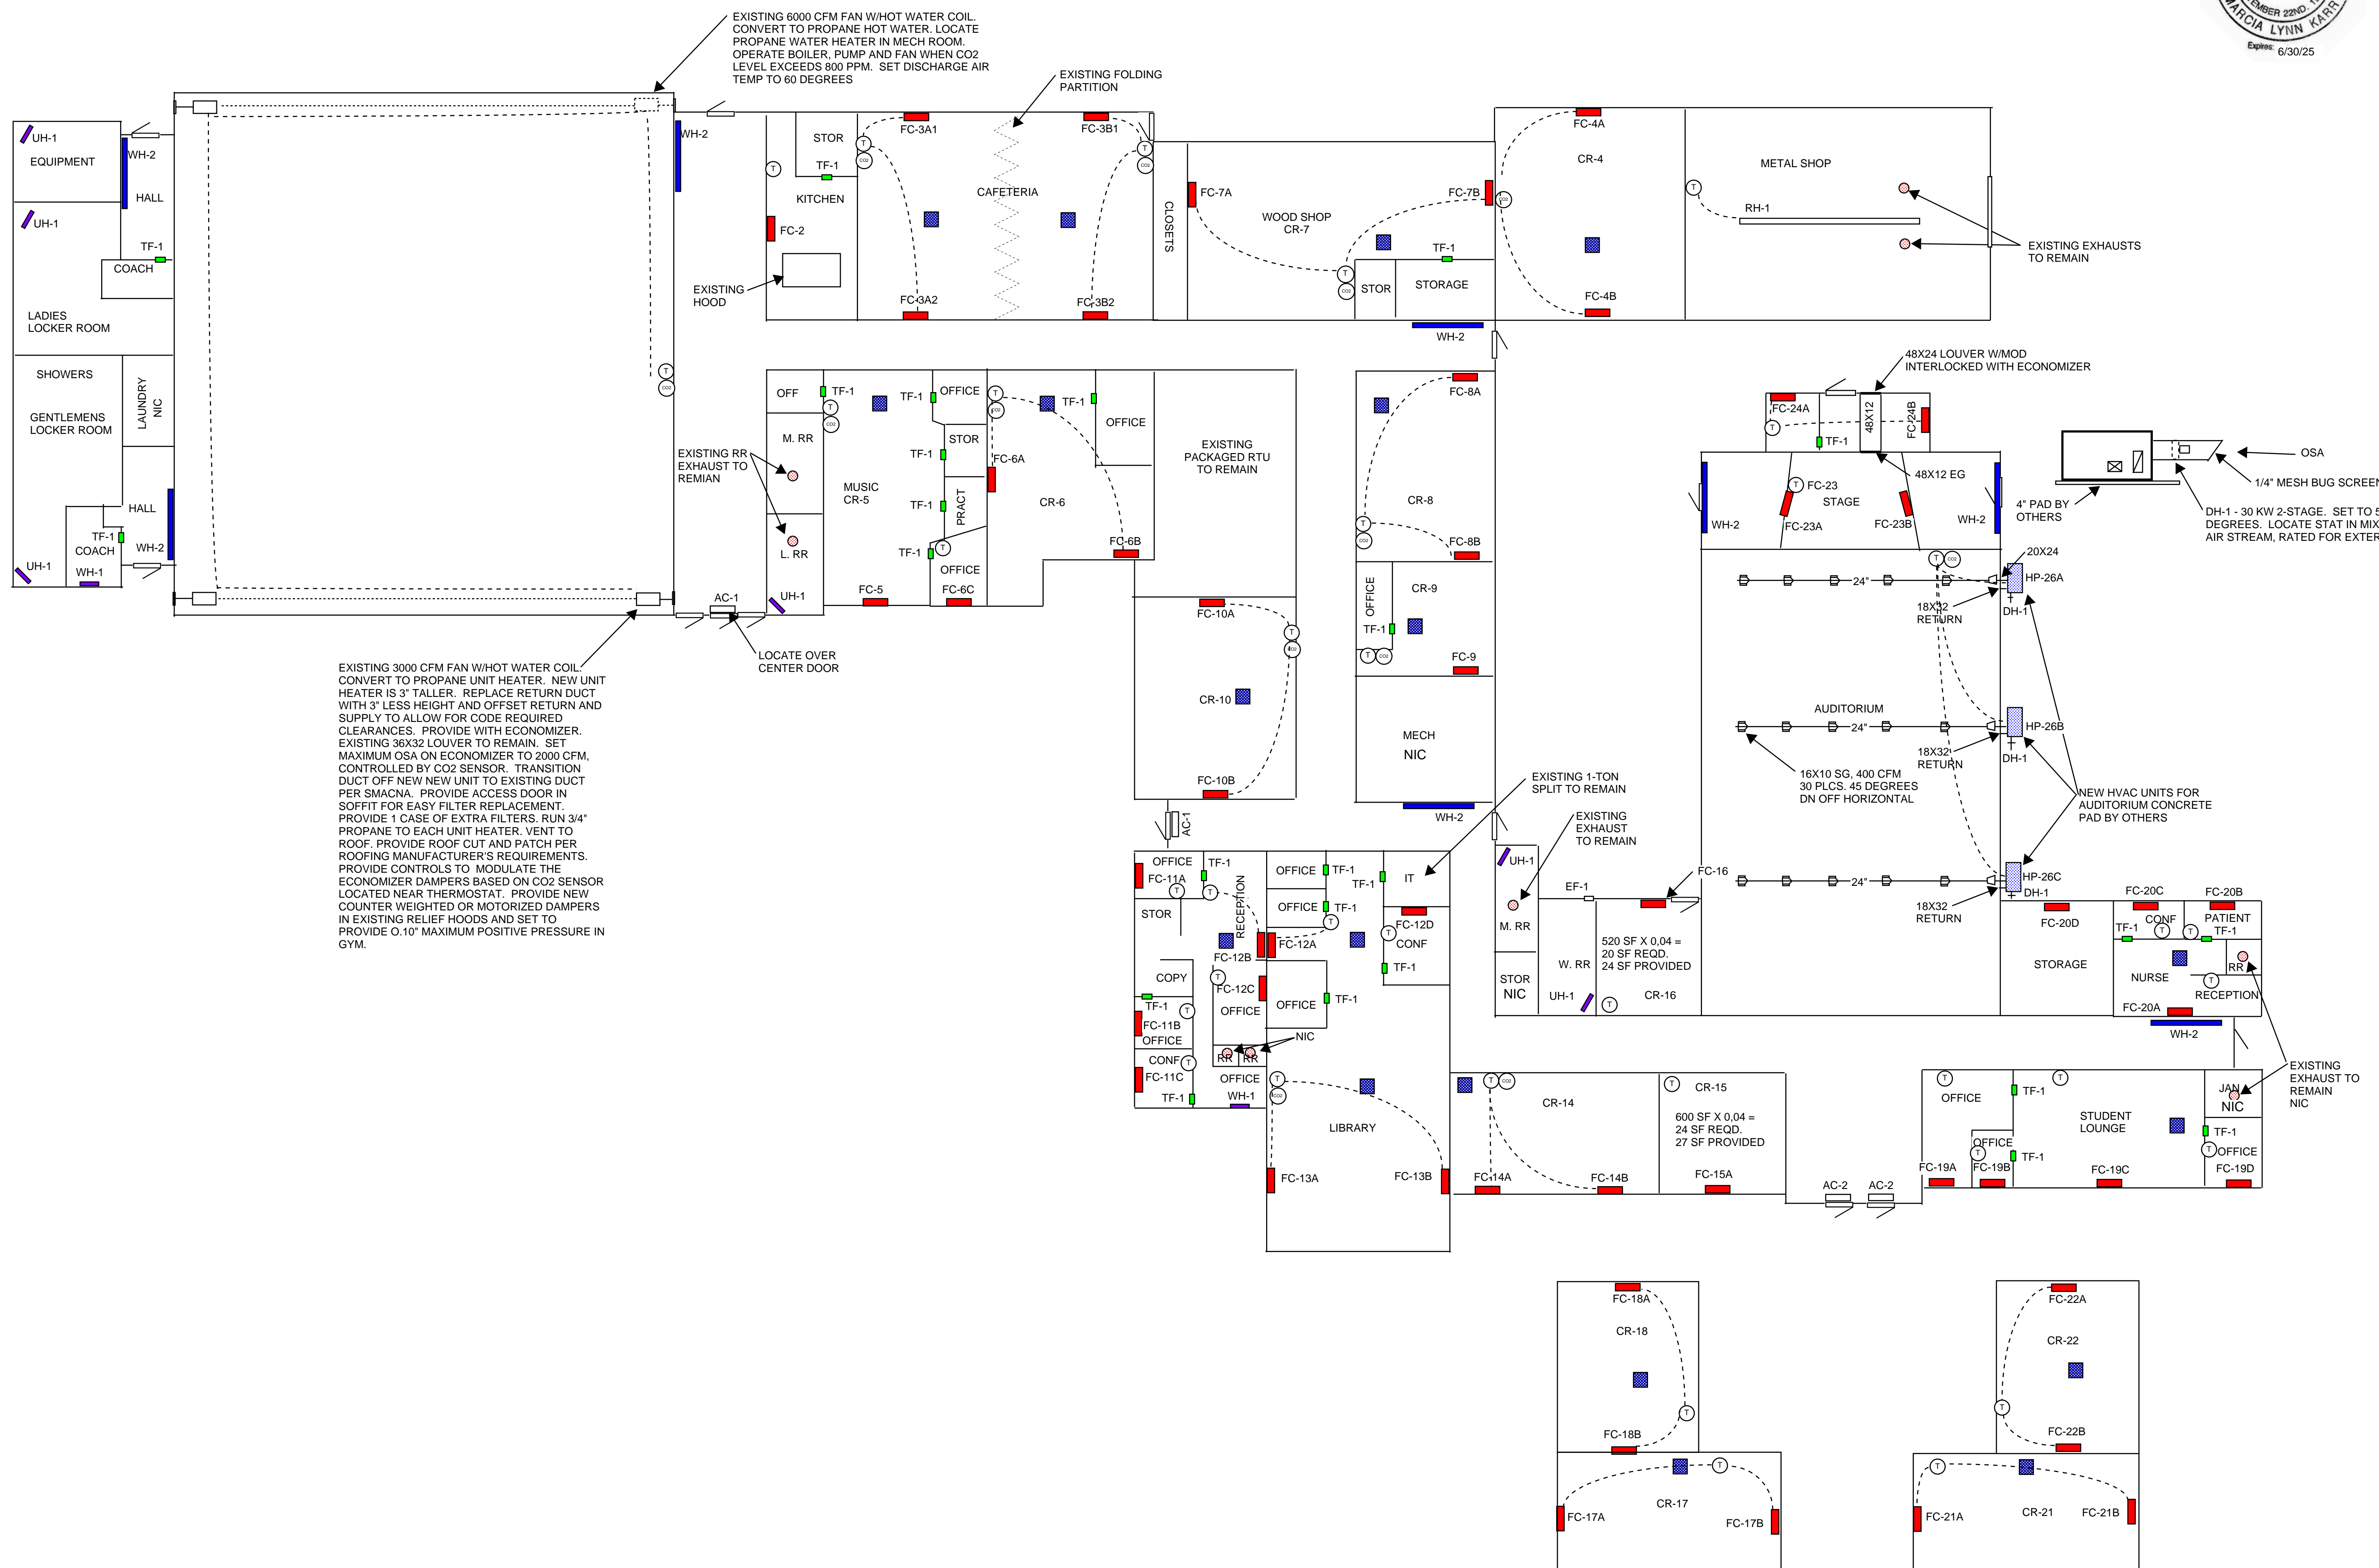 TEMBER 22ND, 1
MARCIA LYNN KARR
Expires: 6/30/25
EXISTING 6000 CFM FAN W/HOT WATER COIL.
CONVERT TO PROPANE HOT WATER. LOCATE
PROPANE WATER HEATER IN MECH ROOM.
OPERATE BOILER, PUMP AND FAN WHEN CO2
LEVEL EXCEEDS 800 PPM.  SET DISCHARGE AIR
TEMP TO 60 DEGREES
EXISTING FOLDING
PARTITION
UH-1
EQUIPMENT
WH-2
HALL
UH-1
TF-1
COACH
LADIES
LOCKER ROOM
SHOWERS
GENTLEMENS
LOCKER ROOM
LAUNDRY
NIC
HALL
TF-1
COACH
WH-2
UH-1
WH-1
T
CO2
WH-2
STOR
TF-1
T
KITCHEN
FC-2
EXISTING
HOOD
FC-3A1
T
CO2
FC-3B1
T
CO2
CAFETERIA
FC-3A2
FC-3B2
CLOSETS
FC-7A
WOOD SHOP
CR-7
FC-7B
TF-1
T
CO2
STOR
STORAGE
WH-2
FC-4A
CR-4
T
CO2
FC-4B
METAL SHOP
T
RH-1
EXISTING EXHAUSTS
TO REMAIN
OFF
TF-1
T
CO2
M. RR
EXISTING RR
EXHAUST TO
REMIAN
L. RR
UH-1
MUSIC
CR-5
TF-1
OFFICE
STOR
TF-1
PRACT
TF-1
TF-1
T
OFFICE
FC-5
FC-6C
T
CO2
FC-6A
TF-1
OFFICE
CR-6
FC-6B
EXISTING
PACKAGED RTU
TO REMAIN
AC-1
LOCATE OVER
CENTER DOOR
FC-8A
CR-8
T
CO2
FC-8B
OFFICE
CR-9
TF-1
T
CO2
FC-9
MECH
NIC
WH-2
FC-10A
T
CO2
CR-10
FC-10B
AC-1
EXISTING 3000 CFM FAN W/HOT WATER COIL.
CONVERT TO PROPANE UNIT HEATER.  NEW UNIT
HEATER IS 3" TALLER.  REPLACE RETURN DUCT
WITH 3" LESS HEIGHT AND OFFSET RETURN AND
SUPPLY TO ALLOW FOR CODE REQUIRED
CLEARANCES.  PROVIDE WITH ECONOMIZER.
EXISTING 36X32 LOUVER TO REMAIN.  SET
MAXIMUM OSA ON ECONOMIZER TO 2000 CFM,
CONTROLLED BY CO2 SENSOR.  TRANSITION
DUCT OFF NEW NEW UNIT TO EXISTING DUCT
PER SMACNA.  PROVIDE ACCESS DOOR IN
SOFFIT FOR EASY FILTER REPLACEMENT.
PROVIDE 1 CASE OF EXTRA FILTERS. RUN 3/4"
PROPANE TO EACH UNIT HEATER. VENT TO
ROOF. PROVIDE ROOF CUT AND PATCH PER
ROOFING MANUFACTURER'S REQUIREMENTS.
PROVIDE CONTROLS TO  MODULATE THE
ECONOMIZER DAMPERS BASED ON CO2 SENSOR
LOCATED NEAR THERMOSTAT.  PROVIDE NEW
COUNTER WEIGHTED OR MOTORIZED DAMPERS
IN EXISTING RELIEF HOODS AND SET TO
PROVIDE O.10" MAXIMUM POSITIVE PRESSURE IN
GYM.
48X24 LOUVER W/MOD
INTERLOCKED WITH ECONOMIZER
FC-24A
T
TF-1
48X12
FC-24B
48X12 EG
WH-2
T
FC-23
STAGE
FC-23A
FC-23B
WH-2
OSA
1/4" MESH BUG SCREEN
4" PAD BY
OTHERS
DH-1 - 30 KW 2-STAGE.  SET TO 5
DEGREES.  LOCATE STAT IN MIX
AIR STREAM, RATED FOR EXTER
T
CO2
20X24
24"
HP-26A
18X32
RETURN
DH-1
AUDITORIUM
24"
HP-26B
18X32
RETURN
DH-1
16X10 SG, 400 CFM
30 PLCS. 45 DEGREES
DN OFF HORIZONTAL
NEW HVAC UNITS FOR
AUDITORIUM CONCRETE
PAD BY OTHERS
24"
HP-26C
DH-1
18X32
RETURN
EXISTING 1-TON
SPLIT TO REMAIN
EXISTING
EXHAUST
TO REMAIN
OFFICE
TF-1
FC-11A
T
T
STOR
RECEPTION
OFFICE
TF-1
OFFICE
TF-1
T
TF-1
IT
FC-12D
T
CONF
TF-1
FC-12A
FC-12B
COPY
TF-1
T
FC-11B
OFFICE
CONF
T
FC-11C
TF-1
T
FC-12C
OFFICE
OFFICE
TF-1
NIC
RR
RR
OFFICE
WH-1
T
CO2
LIBRARY
FC-13A
FC-13B
UH-1
M. RR
STOR
NIC
EF-1
FC-16
W. RR
UH-1
520 SF X 0,04 =
20 SF REQD.
24 SF PROVIDED
T
CR-16
T
CO2
CR-14
FC-14A
FC-14B
T
CR-15
600 SF X 0,04 =
24 SF REQD.
27 SF PROVIDED
FC-15A
AC-2
AC-2
FC-20D
STORAGE
FC-20C
CONF
T
TF-1
FC-20B
PATIENT
T
TF-1
NURSE
RR
T
RECEPTION
FC-20A
WH-2
EXISTING
EXHAUST TO
REMAIN
NIC
T
OFFICE
TF-1
OFFICE
T
TF-1
FC-19A
FC-19B
T
STUDENT
LOUNGE
FC-19C
JAN
NIC
TF-1
T
OFFICE
FC-19D
FC-18A
CR-18
T
FC-18B
T
CR-17
FC-17A
FC-17B
FC-22A
CR-22
T
FC-22B
T
FC-21A
CR-21
FC-21B